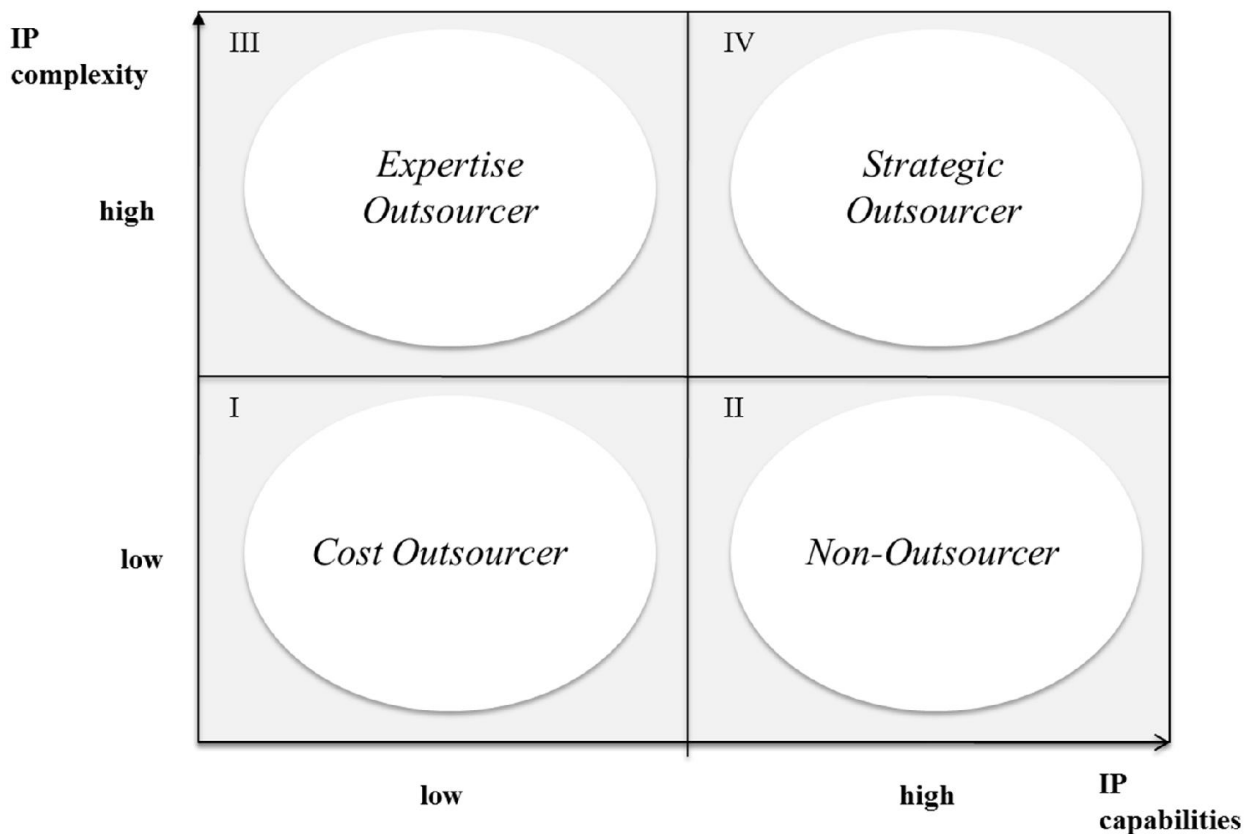 IP
complexity
III
IV
Expertise
Outsourcer
Strategic
Outsourcer
high
I
II
Cost Outsourcer
Non-Outsourcer
low
low
high
IP
capabilities